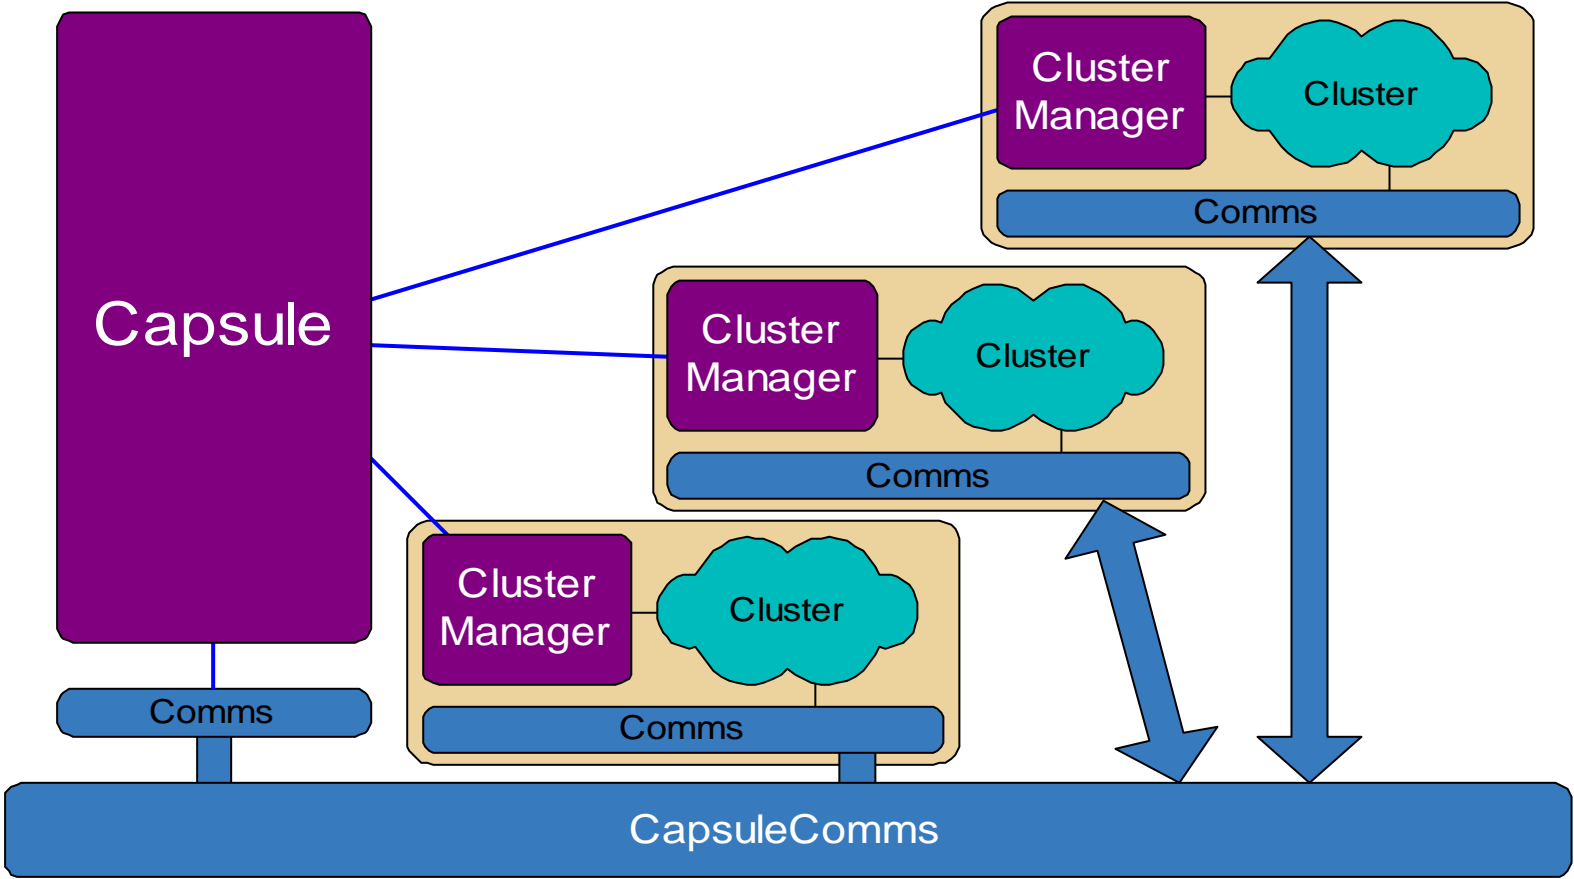 Cluster
Manager
Cluster
Comms
Capsule
Cluster
Manager
Cluster
Comms
Cluster
Manager
Cluster
Comms
Comms
CapsuleComms